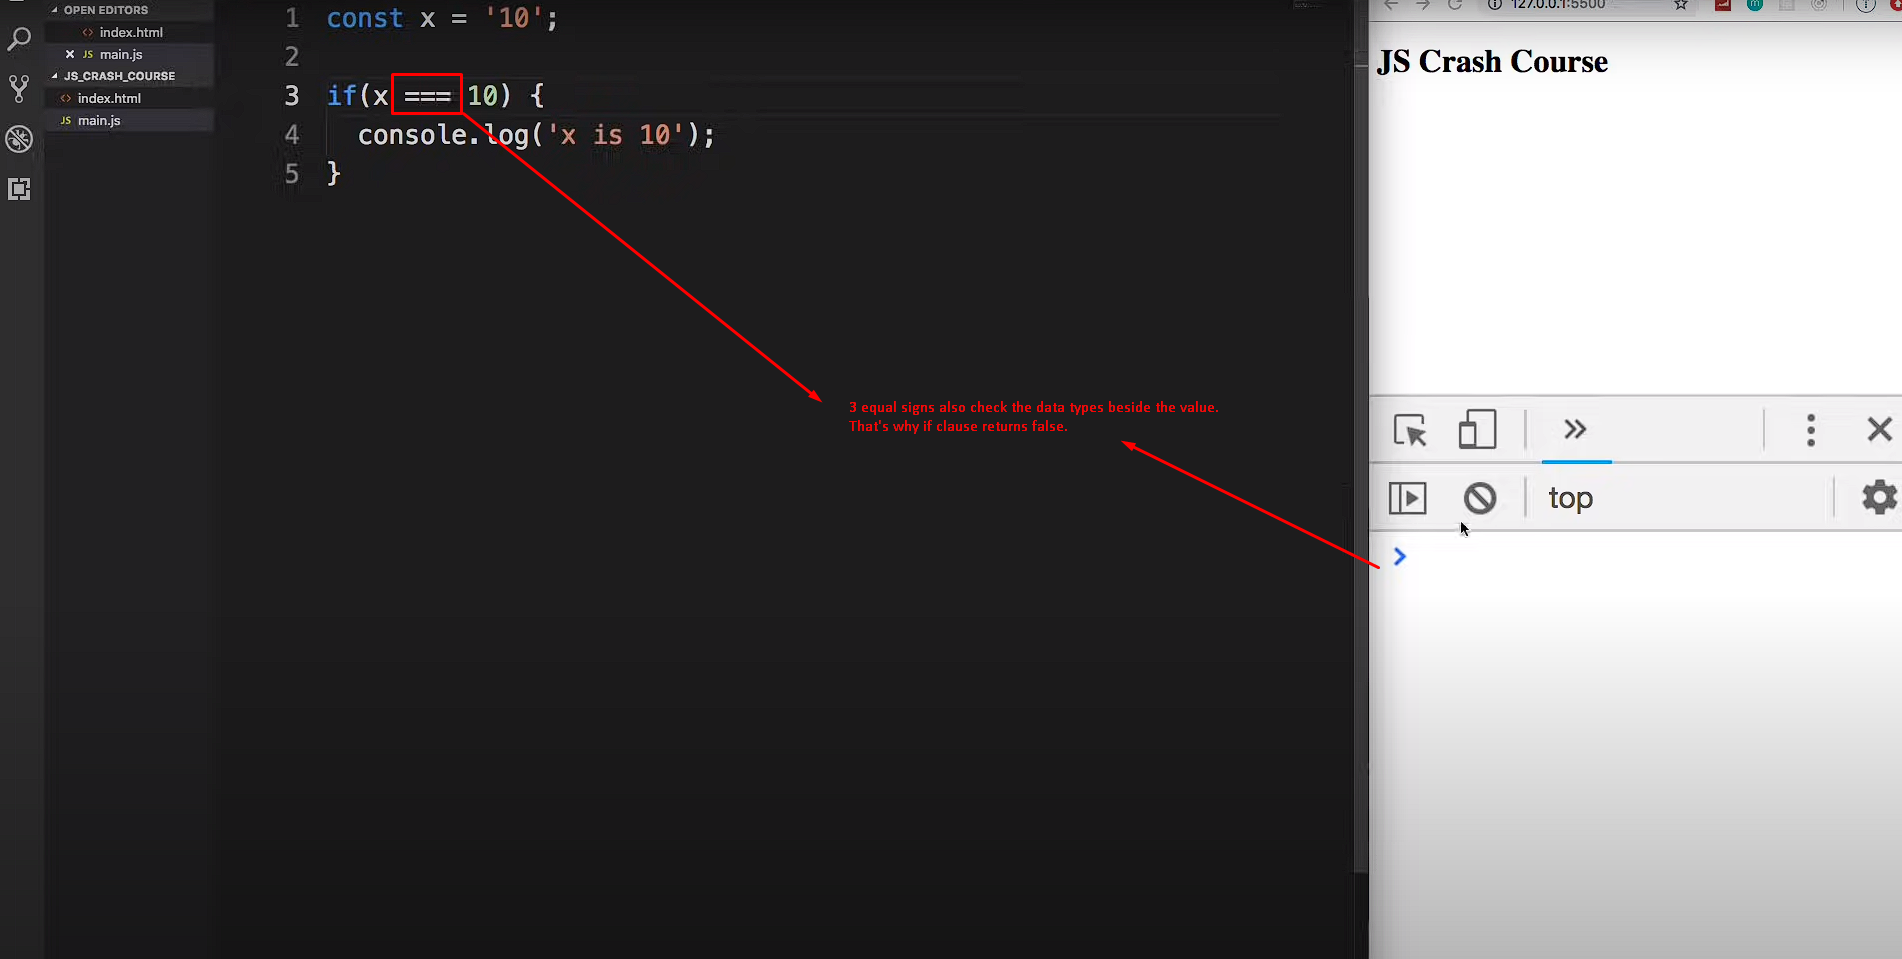 OPEN EDITORS
index.html
JS main.js
JS_CRASH_COURSE
index.html
JS main.js
1 const x = '10';
2
3 if(x === 10) {
4 console.log('x is 10');
5 }
3 equal signs also check the data types beside the value.
That's why if clause returns false.
127.0.0.1:5500
JS Crash Course
top